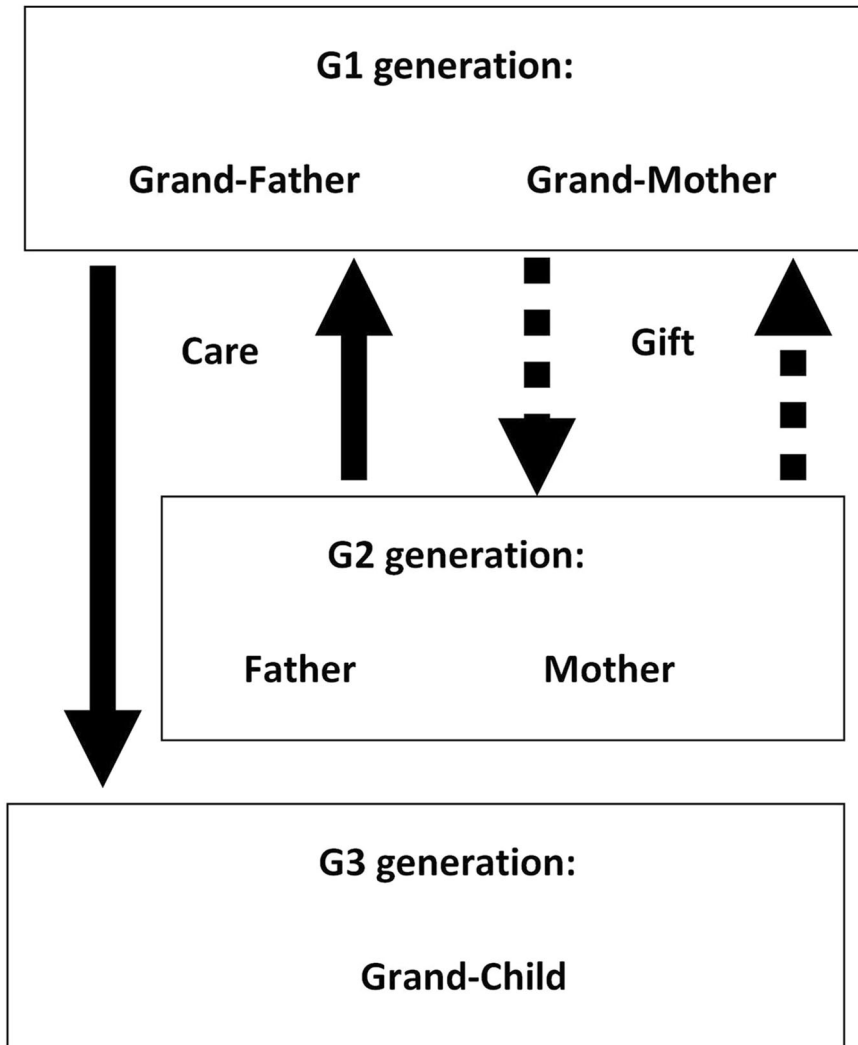 G1 generation:
Grand-Father Grand-Mother
Care Gift
G2 generation:
Father Mother
G3 generation:
Grand-Child